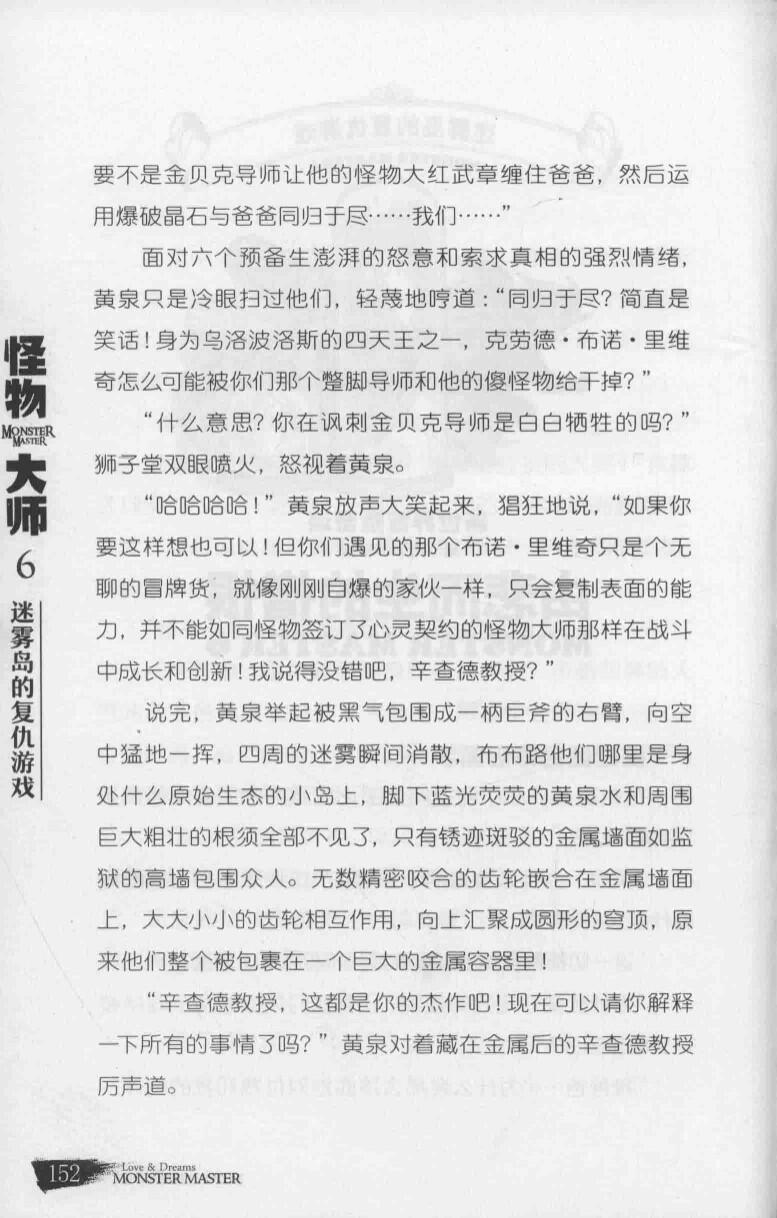 要不是金贝克导师让他的怪物大红武章缠住爸爸，然后运
用爆破晶石与爸爸同归于尽……我们……”
面对六个预备生澎湃的怒意和索求真相的强烈情绪，
黄泉只是冷眼扫过他们，轻蔑地哼道：“同归于尽？简直是
笑话！身为乌洛波洛斯的四天王之一，克劳德·布诺·里维
奇怎么可能被你们那个蹩脚导师和他的傻怪物给干掉？”
“什么意思？你在讽刺金贝克导师是白白牺牲的吗？”
狮子堂双眼喷火，怒视着黄泉。
“哈哈哈哈！”黄泉放声大笑起来，猖狂地说，“如果你
要这样想也可以！但你们遇见的那个布诺·里维奇只是个无
聊的冒牌货，就像刚刚自爆的家伙一样，只会复制表面的能
力，并不能如同怪物签订了心灵契约的怪物大师那样在战斗
中成长和创新！我说得没错吧，辛查德教授？”
说完，黄泉举起被黑气包围成一柄巨斧的右臂，向空
中猛地一挥，四周的迷雾瞬间消散，布布路他们哪里是身
处什么原始生态的小岛上，脚下蓝光荧荧的黄泉水和周围
巨大粗壮的根须全部不见了，只有锈迹斑驳的金属墙面如监
狱的高墙包围众人。无数精密咬合的齿轮嵌合在金属墙面
上，大大小小的齿轮相互作用，向上汇聚成圆形的穹顶，原
来他们整个被包裹在一个巨大的金属容器里！
“辛查德教授，这都是你的杰作吧！现在可以请你解释
一下所有的事情了吗？”黄泉对着藏在金属后的辛查德教授
厉声道。
怪物
MONSTER
MASTER
大师
6
迷雾岛的复仇游戏
152
Love & Dreams
MONSTER MASTER